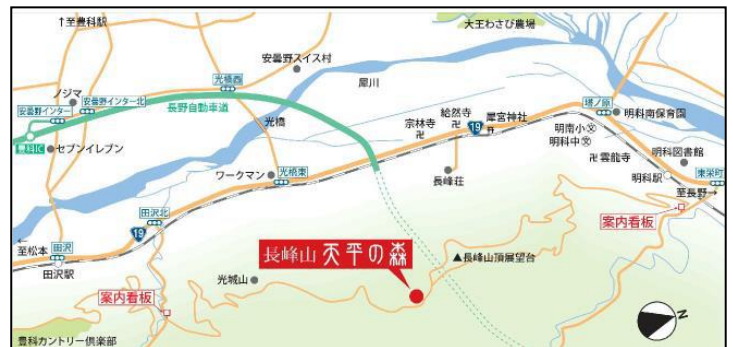 ↑至豊科駅
大王わさび農場
安曇野スイス村
ノジマ
光橋西
犀川
安曇野インター北
安曇野インター
長野自動車道
塔ノ原
給然寺
犀宮神社
明科南保育園
光橋
宗林寺
卍
卍
19
明南小文
豊科IC
セブンイレブン
明科中文
卍雲龍寺
明科図書館
ワークマン
光橋東
長峰荘
明科駅
東栄町
田沢北
至長野→
19
案内看板
←
至松本
田沢
長峰山 天平の森
▲長峰山頂展望台
田沢駅
光城山
案内看板
豊科カントリー倶楽部
N